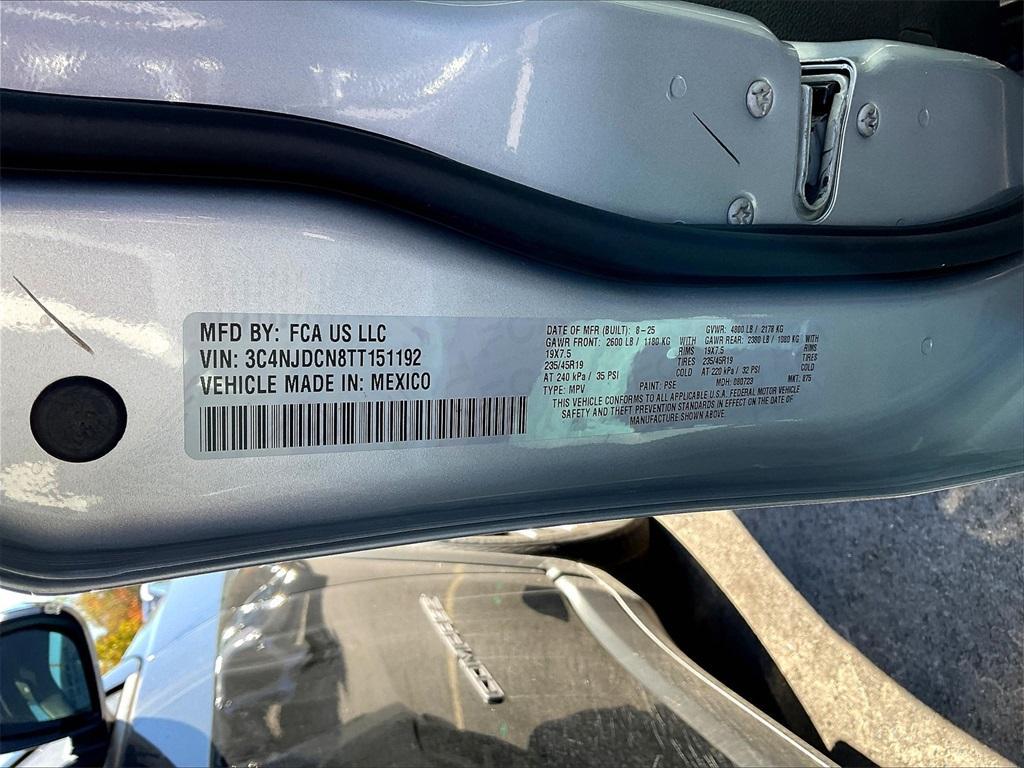 MFD BY: FCA US LLC
VIN: 3C4NJDCN8TT151192
VEHICLE MADE IN: MEXICO
DATE OF MFR (BUILT): 8-25 GVWR: 4800 LB / 2178 KG
GAWR FRONT: 2600 LB / 1180 KG WITH GAWR REAR: 2380 LB / 1080 KG WITH
19X7.5 RIMS 19X7.5 RIMS
235/45R19 TIRES 235/45R19 TIRES
AT 240 kPa / 35 PSI COLD AT 220 kPa / 32 PSI COLD
TYPE: MPV PAINT: PSE MDH: 080723 MKT: 875
THIS VEHICLE CONFORMS TO ALL APPLICABLE U.S.A. FEDERAL MOTOR VEHICLE
SAFETY AND THEFT PREVENTION STANDARDS IN EFFECT ON THE DATE OF
MANUFACTURE SHOWN ABOVE.